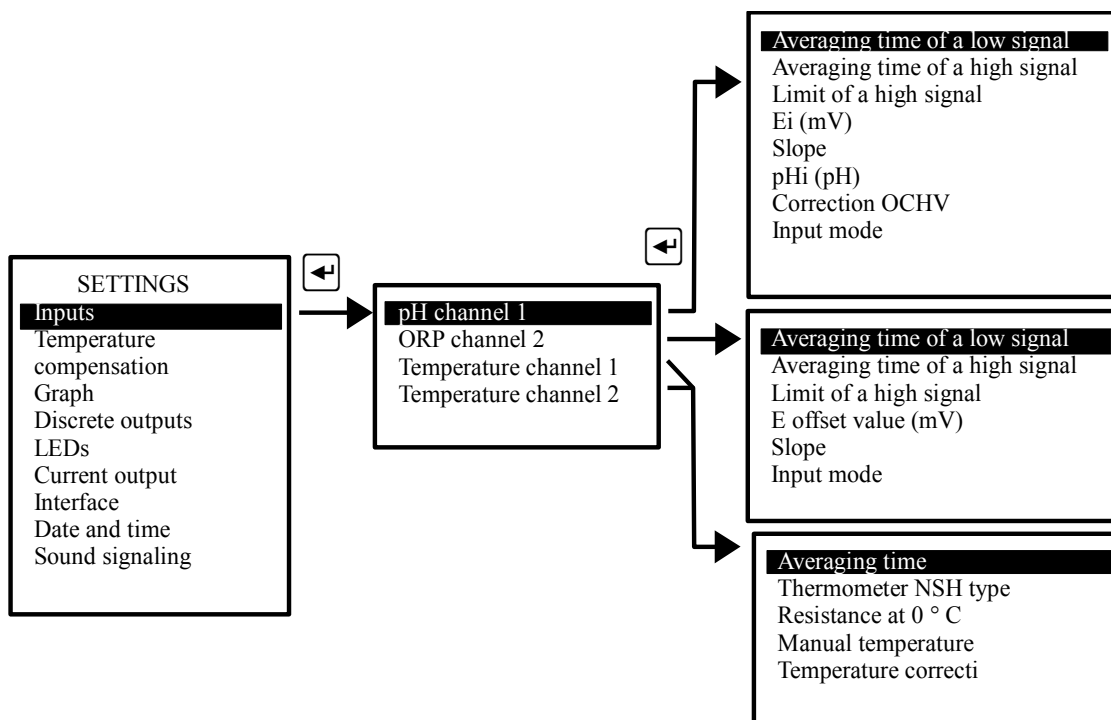 SETTINGS
Inputs
Temperature
compensation
Graph
Discrete outputs
LEDs
Current output
Interface
Date and time
Sound signaling
pH channel 1
ORP channel 2
Temperature channel 1
Temperature channel 2
Averaging time of a low signal
Averaging time of a high signal
Limit of a high signal
Ei (mV)
Slope
pHi (pH)
Correction OCHV
Input mode
Averaging time of a low signal
Averaging time of a high signal
Limit of a high signal
E offset value (mV)
Slope
Input mode
Averaging time
Thermometer NSH type
Resistance at 0 ° C
Manual temperature
Temperature correcti